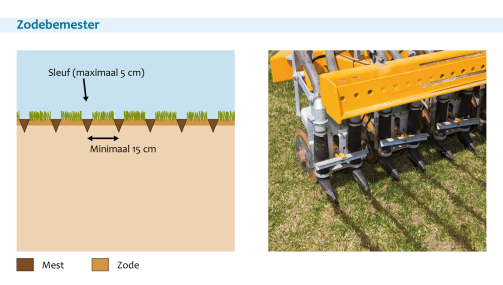 Zodebemester
Sleuf (maximaal 5 cm)
Minimaal 15 cm
Mest
Zode